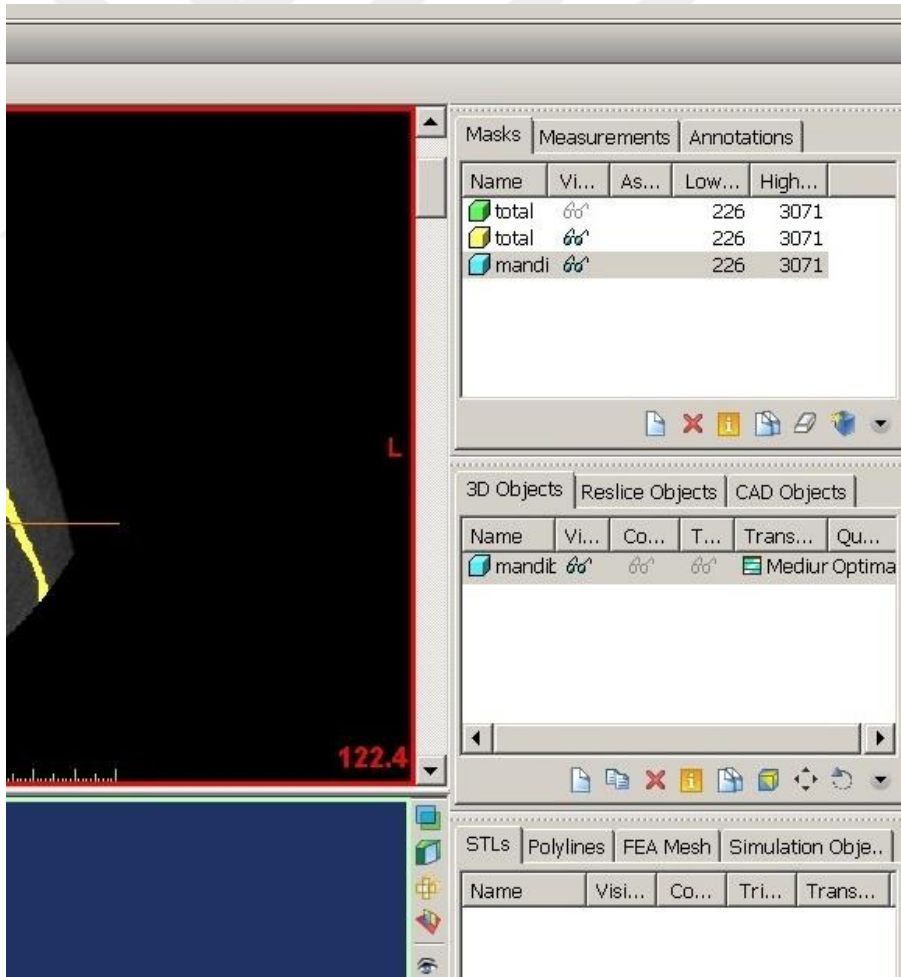 Masks Measurements Annotations
Name Vi... As... Low... High...
total 226 3071
total 226 3071
mandi 226 3071
L
3D Objects Reslice Objects CAD Objects
Name Vi... Co... T... Trans... Qu...
mandib Mediur Optima
122.4
STLs Polylines FEA Mesh Simulation Obje..
Name Visi... Co... Tri... Trans...